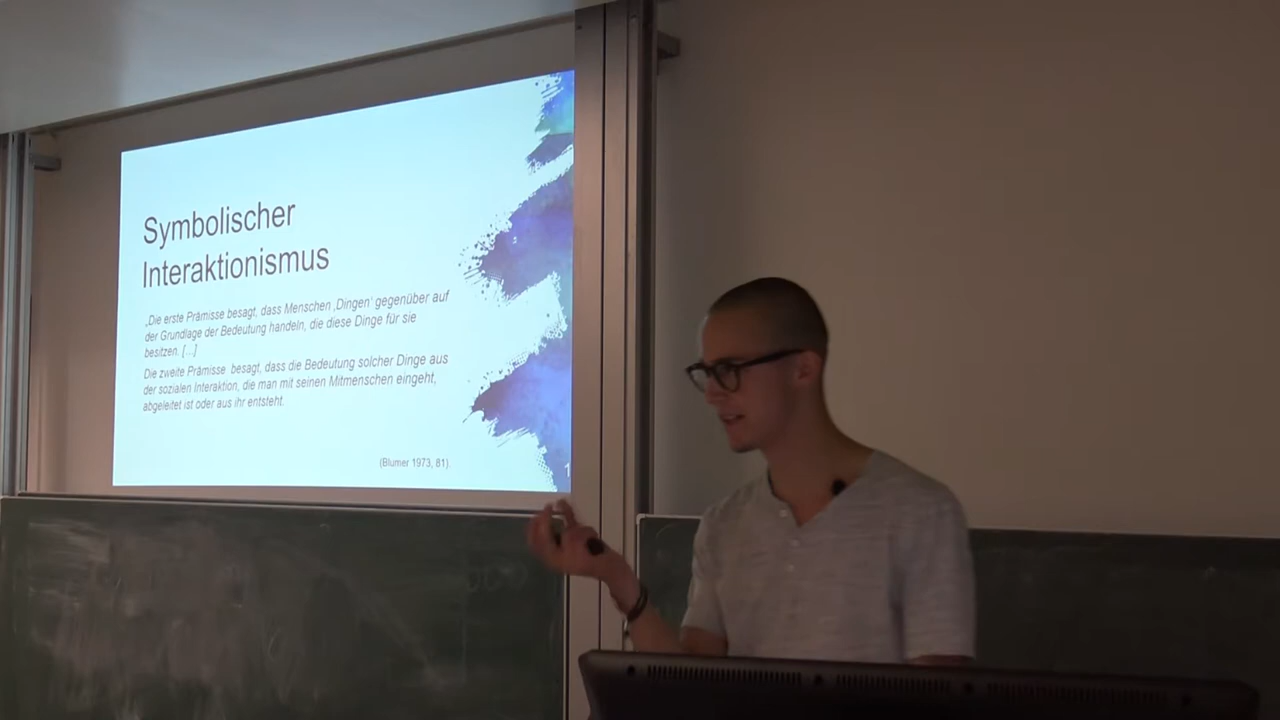 Symbolischer
Interaktionismus
„Die erste Prämisse besagt, dass Menschen ‚Dingen‘ gegenüber auf
der Grundlage der Bedeutung handeln, die diese Dinge für sie
besitzen. [...]
Die zweite Prämisse besagt, dass die Bedeutung solcher Dinge aus
der sozialen Interaktion, die man mit seinen Mitmenschen eingeht,
abgeleitet ist oder aus ihr entsteht.
(Blumer 1973, 81).